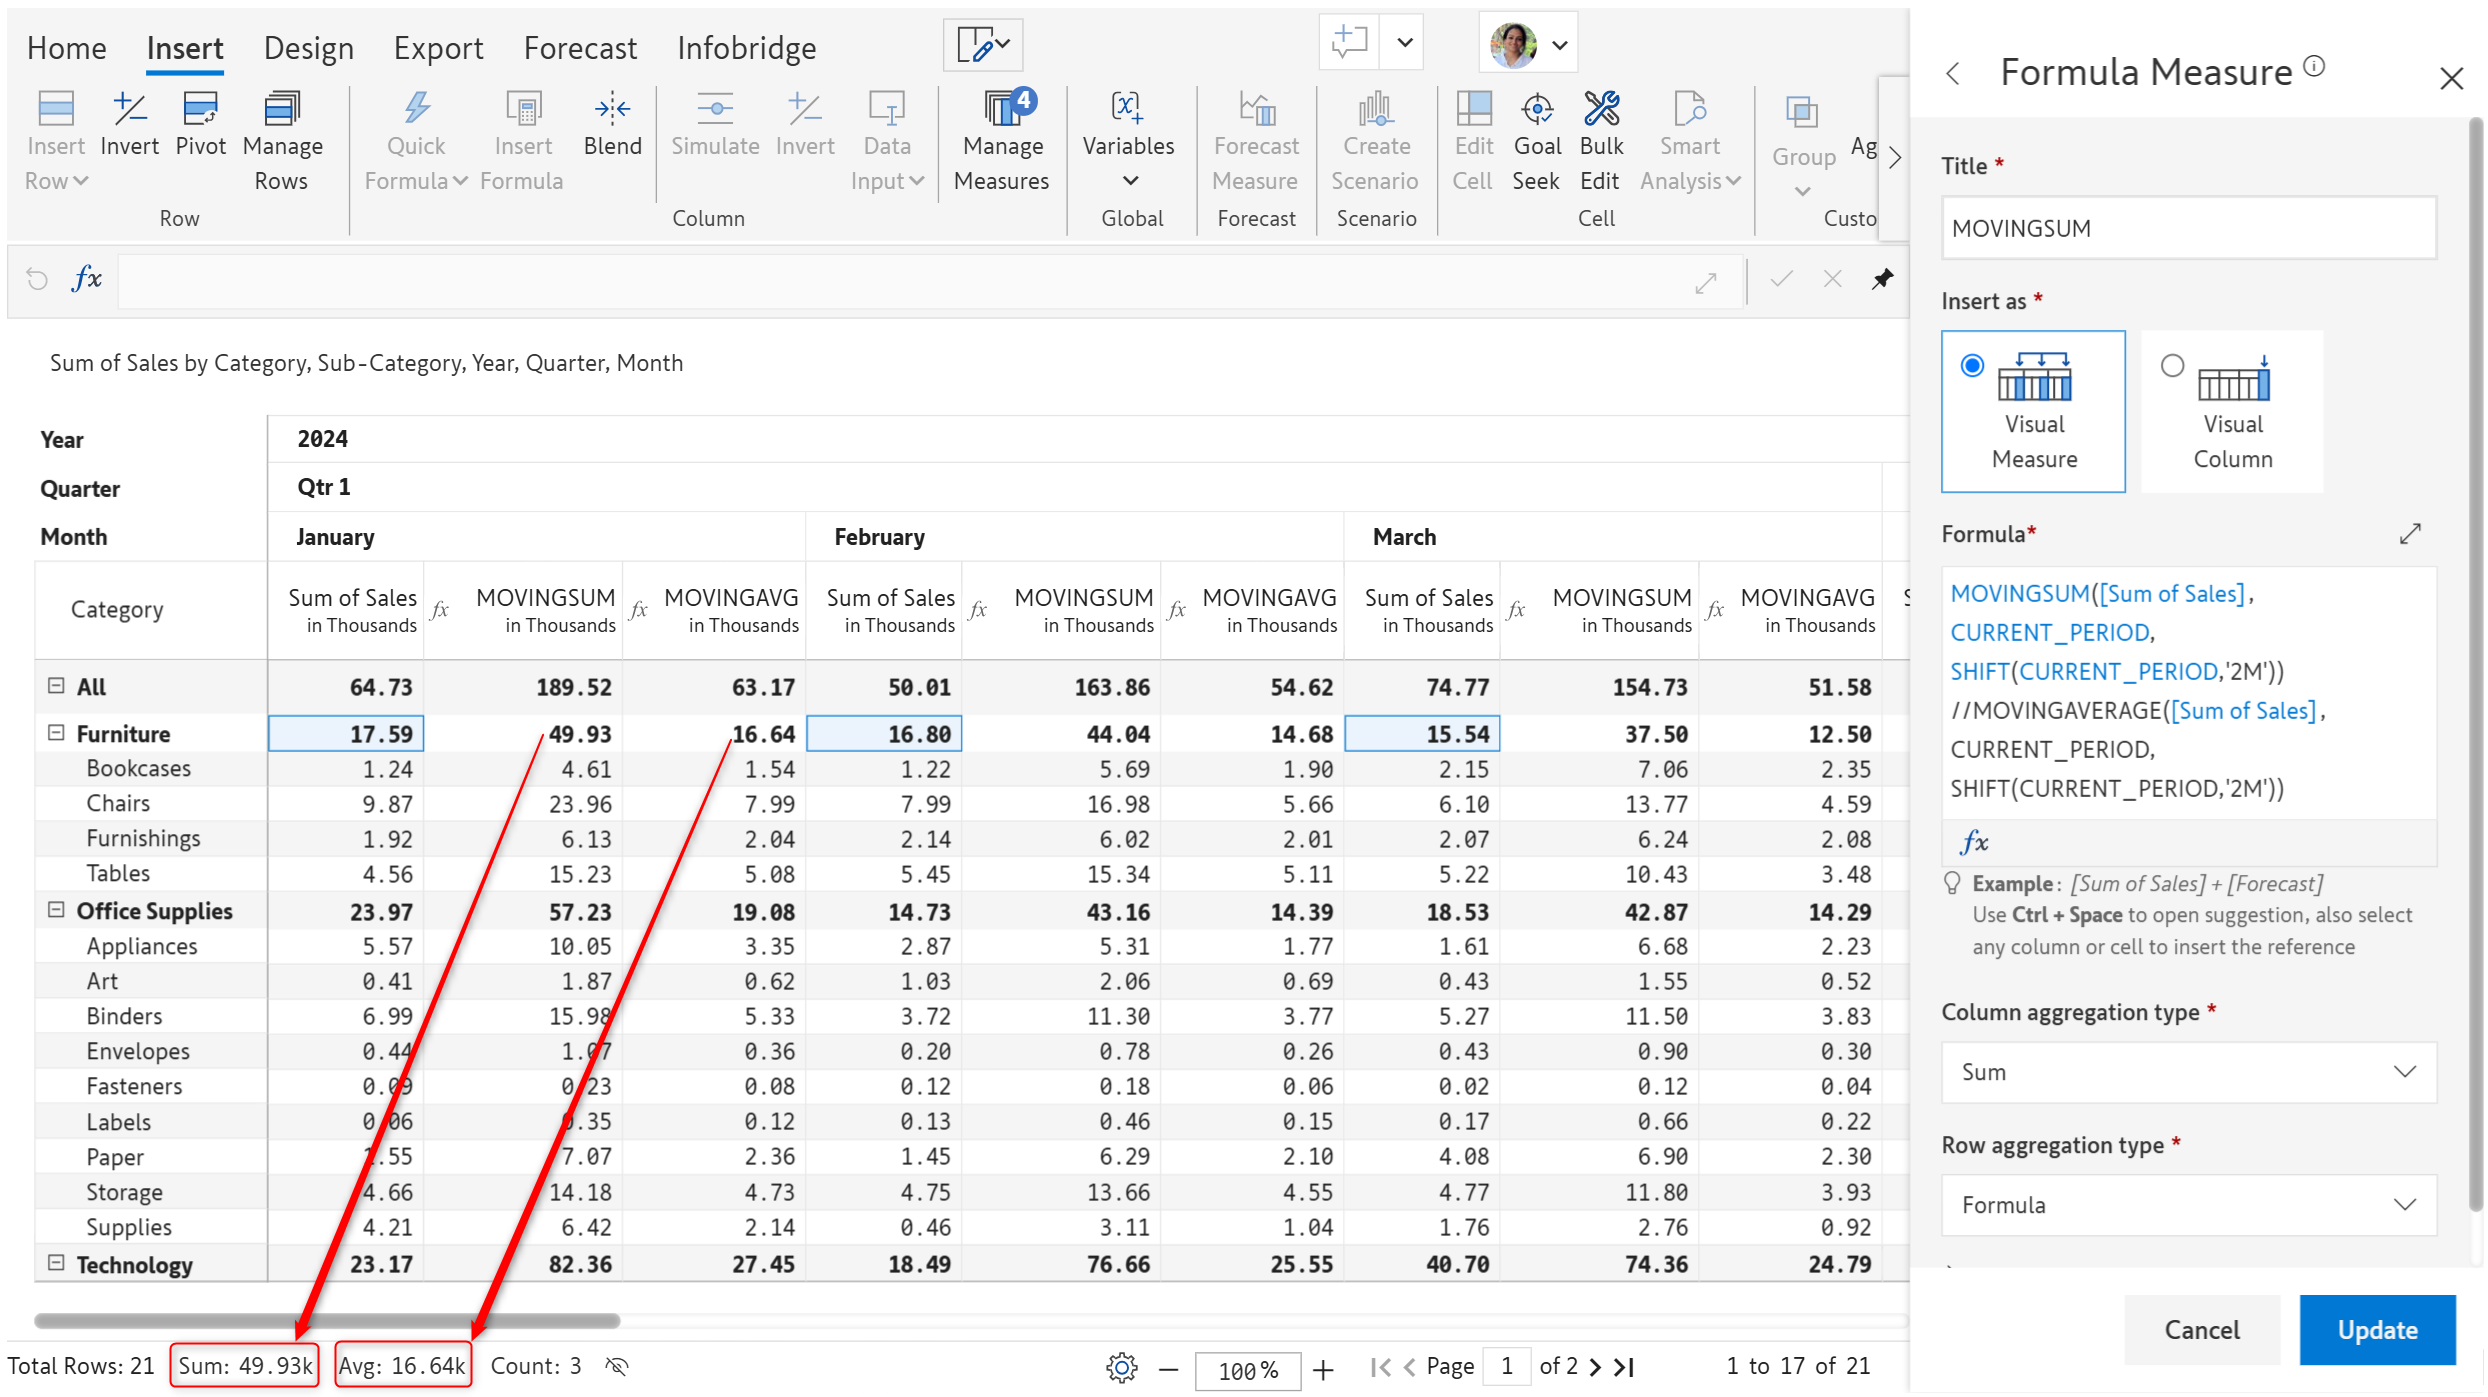 Home Insert Design Export Forecast Infobridge
Insert Row Invert Pivot Manage Rows Quick Formula Insert Formula Blend Simulate Invert Data Input Manage Measures 4 Variables Forecast Measure Create Scenario Edit Cell Goal Seek Bulk Edit Smart Analysis Group Ag
Row Column Global Forecast Scenario Cell Custo
fx
Sum of Sales by Category, Sub-Category, Year, Quarter, Month
Year 2024
Quarter Qtr 1
Month January February March
Category Sum of Sales fx MOVINGSUM fx MOVINGAVG Sum of Sales fx MOVINGSUM fx MOVINGAVG Sum of Sales fx MOVINGSUM fx MOVINGAVG
in Thousands in Thousands in Thousands in Thousands in Thousands in Thousands in Thousands in Thousands in Thousands
All 64.73 189.52 63.17 50.01 163.86 54.62 74.77 154.73 51.58
Furniture 17.59 49.93 16.64 16.80 44.04 14.68 15.54 37.50 12.50
Bookcases 1.24 4.61 1.54 1.22 5.69 1.90 2.15 7.06 2.35
Chairs 9.87 23.96 7.99 7.99 16.98 5.66 6.10 13.77 4.59
Furnishings 1.92 6.13 2.04 2.14 6.02 2.01 2.07 6.24 2.08
Tables 4.56 15.23 5.08 5.45 15.34 5.11 5.22 10.43 3.48
Office Supplies 23.97 57.23 19.08 14.73 43.16 14.39 18.53 42.87 14.29
Appliances 5.57 10.05 3.35 2.87 5.31 1.77 1.61 6.68 2.23
Art 0.41 1.87 0.62 1.03 2.06 0.69 0.43 1.55 0.52
Binders 6.99 15.98 5.33 3.72 11.30 3.77 5.27 11.50 3.83
Envelopes 0.44 1.07 0.36 0.20 0.78 0.26 0.43 0.90 0.30
Fasteners 0.09 0.23 0.08 0.12 0.18 0.06 0.02 0.12 0.04
Labels 0.06 0.35 0.12 0.13 0.46 0.15 0.17 0.66 0.22
Paper 1.55 7.07 2.36 1.45 6.29 2.10 4.08 6.90 2.30
Storage 4.66 14.18 4.73 4.75 13.66 4.55 4.77 11.80 3.93
Supplies 4.21 6.42 2.14 0.46 3.11 1.04 1.76 2.76 0.92
Technology 23.17 82.36 27.45 18.49 76.66 25.55 40.70 74.36 24.79
Total Rows: 21 Sum: 49.93k Avg: 16.64k Count: 3 100% Page 1 of 2 1 to 17 of 21
Formula Measure
Title *
MOVINGSUM
Insert as *
Visual Measure
Visual Column
Formula*
MOVINGSUM([Sum of Sales],
CURRENT_PERIOD,
SHIFT(CURRENT_PERIOD,'2M'))
//MOVINGAVERAGE([Sum of Sales],
CURRENT_PERIOD,
SHIFT(CURRENT_PERIOD,'2M'))
fx
Example: [Sum of Sales] + [Forecast]
Use Ctrl + Space to open suggestion, also select
any column or cell to insert the reference
Column aggregation type *
Sum
Row aggregation type *
Formula
Cancel Update